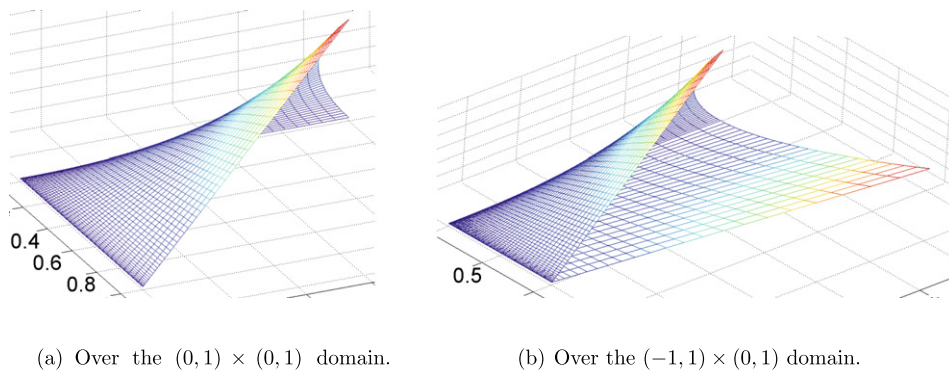 0.4
0.6
0.8
0.5
(a) Over the (0, 1) × (0, 1) domain.
(b) Over the (−1, 1) × (0, 1) domain.